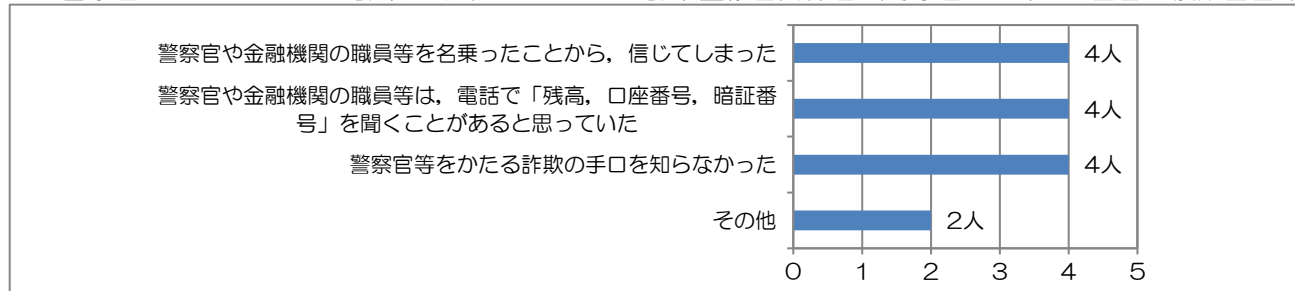 警察官や金融機関の職員等を名乗ったことから，信じてしまった
4人
警察官や金融機関の職員等は，電話で「残高，口座番号，暗証番
号」を聞くことがあると思っていた
4人
警察官等をかたる詐欺の手口を知らなかった
4人
その他
2人
0 1 2 3 4 5